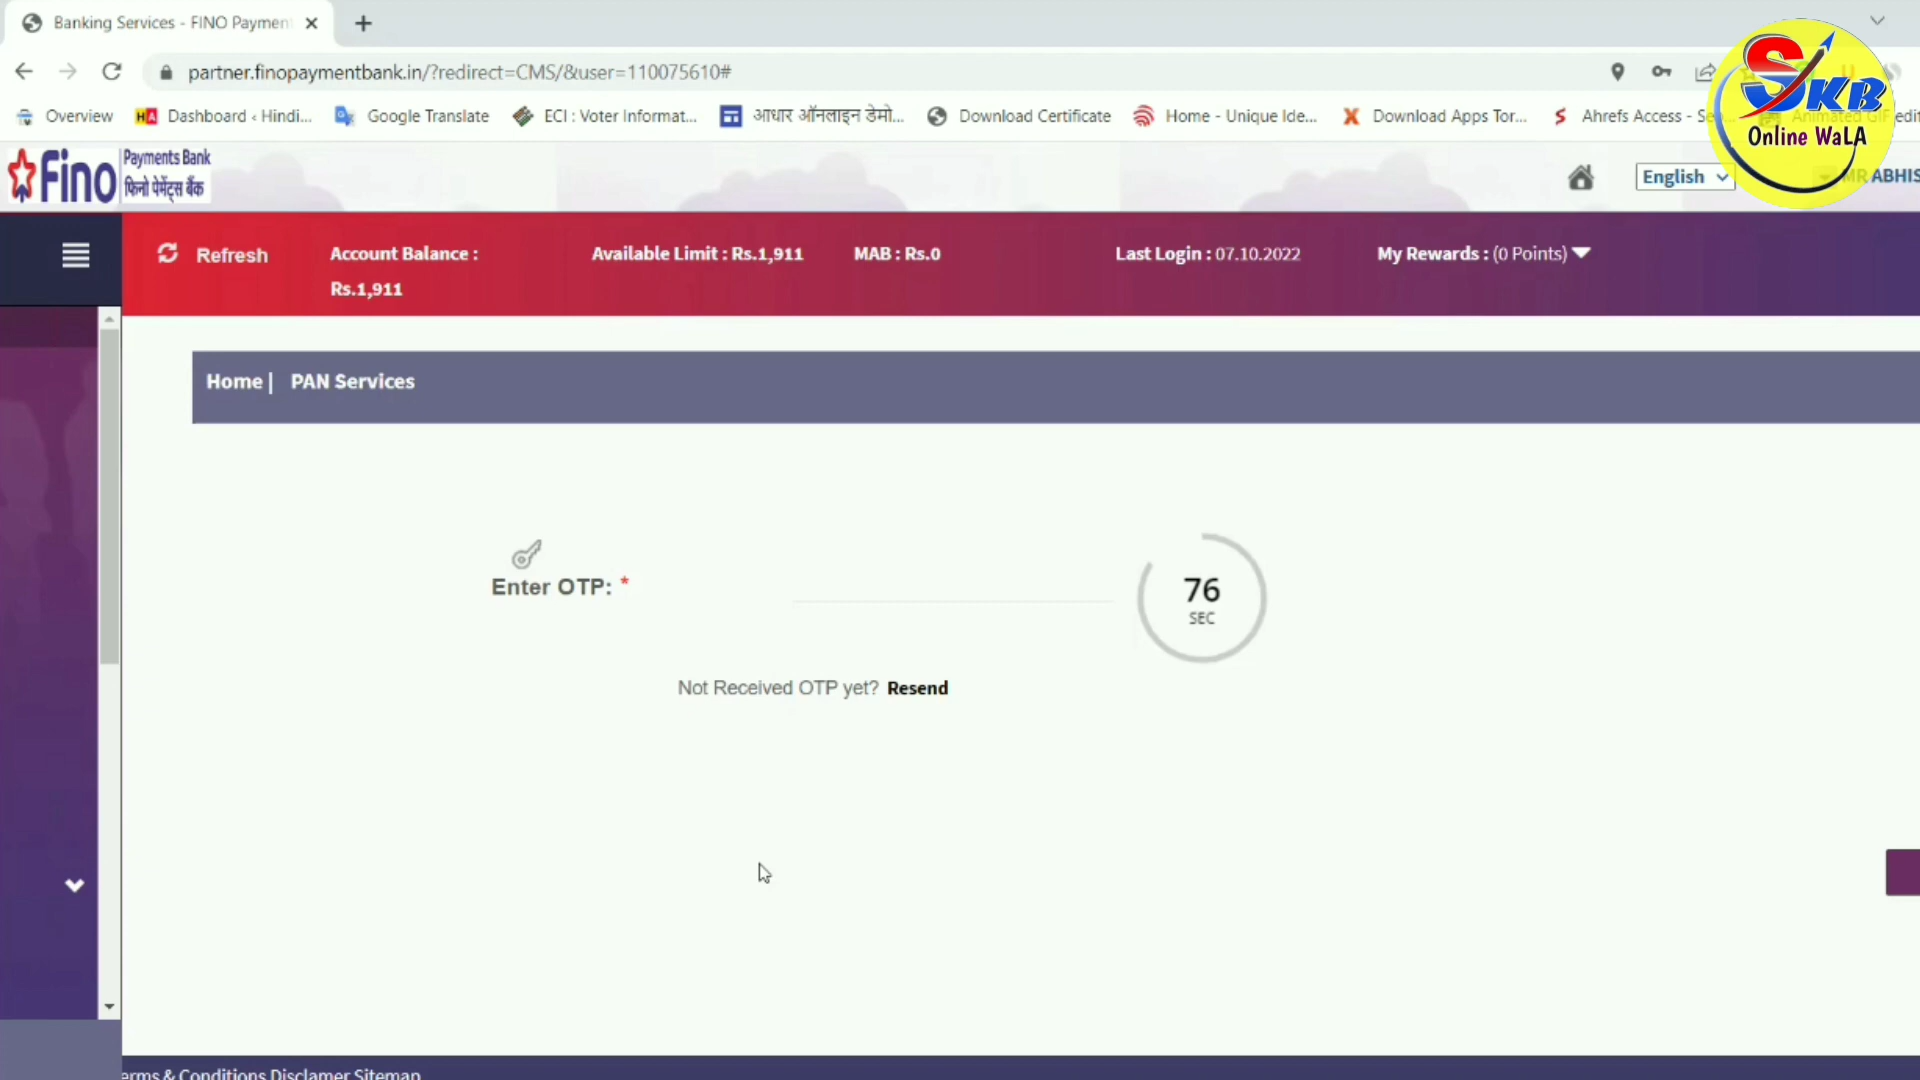 Banking Services - FINO Paymen
partner.finopaymentbank.in/?redirect=CMS/&user=110075610#
Overview Dashboard ‹ Hindi... Google Translate ECI : Voter Informat... आधार ऑनलाइन डेमो... Download Certificate Home - Unique Ide... Download Apps Tor... Ahrefs Access - Se
SKB
Online WaLA
Fino Payments Bank
फिनो पेमेंट्स बैंक
English
MR ABHIS
Refresh
Account Balance :
Rs.1,911
Available Limit : Rs.1,911
MAB : Rs.0
Last Login : 07.10.2022
My Rewards : (0 Points)
Home | PAN Services
Enter OTP: *
76
SEC
Not Received OTP yet? Resend
erms & Conditions Disclamer Sitemap